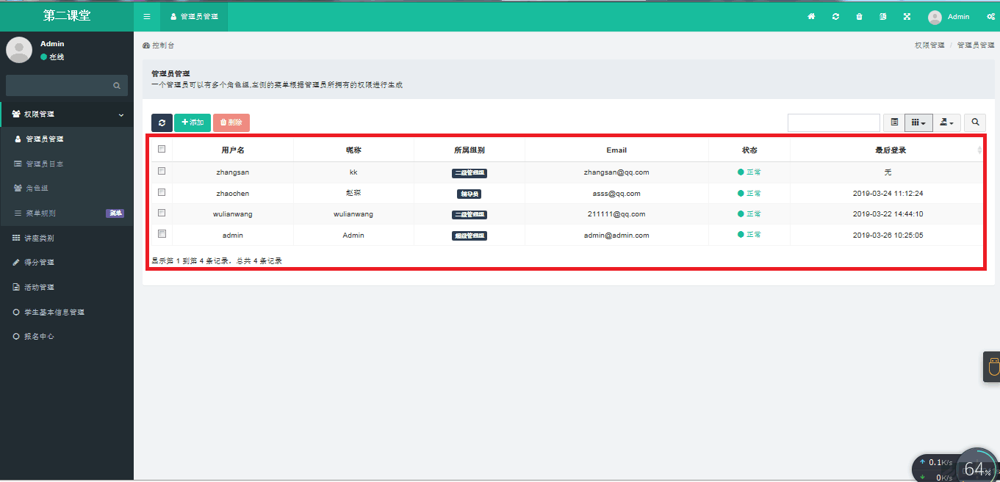 第二课堂
管理员管理
Admin
Admin
在线
控制台
权限管理 / 管理员管理
管理员管理
一个管理员可以有多个角色组,左侧的菜单根据管理员所拥有的权限进行生成
权限管理
管理员管理
管理员日志
角色组
菜单规则 菜单
讲座类别
得分管理
活动管理
学生基本信息管理
报名中心
添加 删除
用户名 昵称 所属组别 Email 状态 最后登录
zhangsan kk 二级管理组 zhangsan@qq.com 正常 无
zhaochen 赵琛 辅导员 asss@qq.com 正常 2019-03-24 11:12:24
wulianwang wulianwang 二级管理组 211111@qq.com 正常 2019-03-22 14:44:10
admin Admin 超级管理组 admin@admin.com 正常 2019-03-26 10:25:05
显示第 1 到第 4 条记录，总共 4 条记录
0.1K/s
0K/s
64%